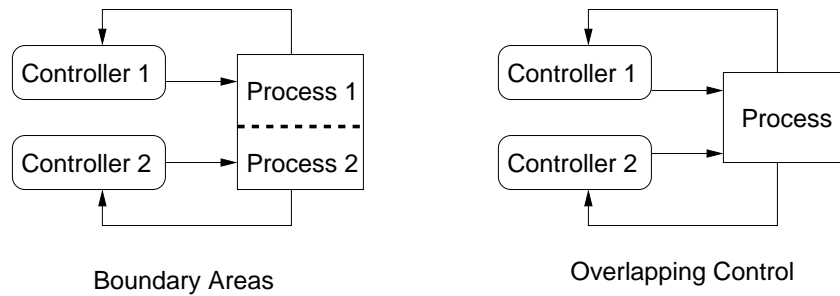 Controller 1
Process 1
Controller 2
Process 2
Boundary Areas
Controller 1
Process
Controller 2
Overlapping Control